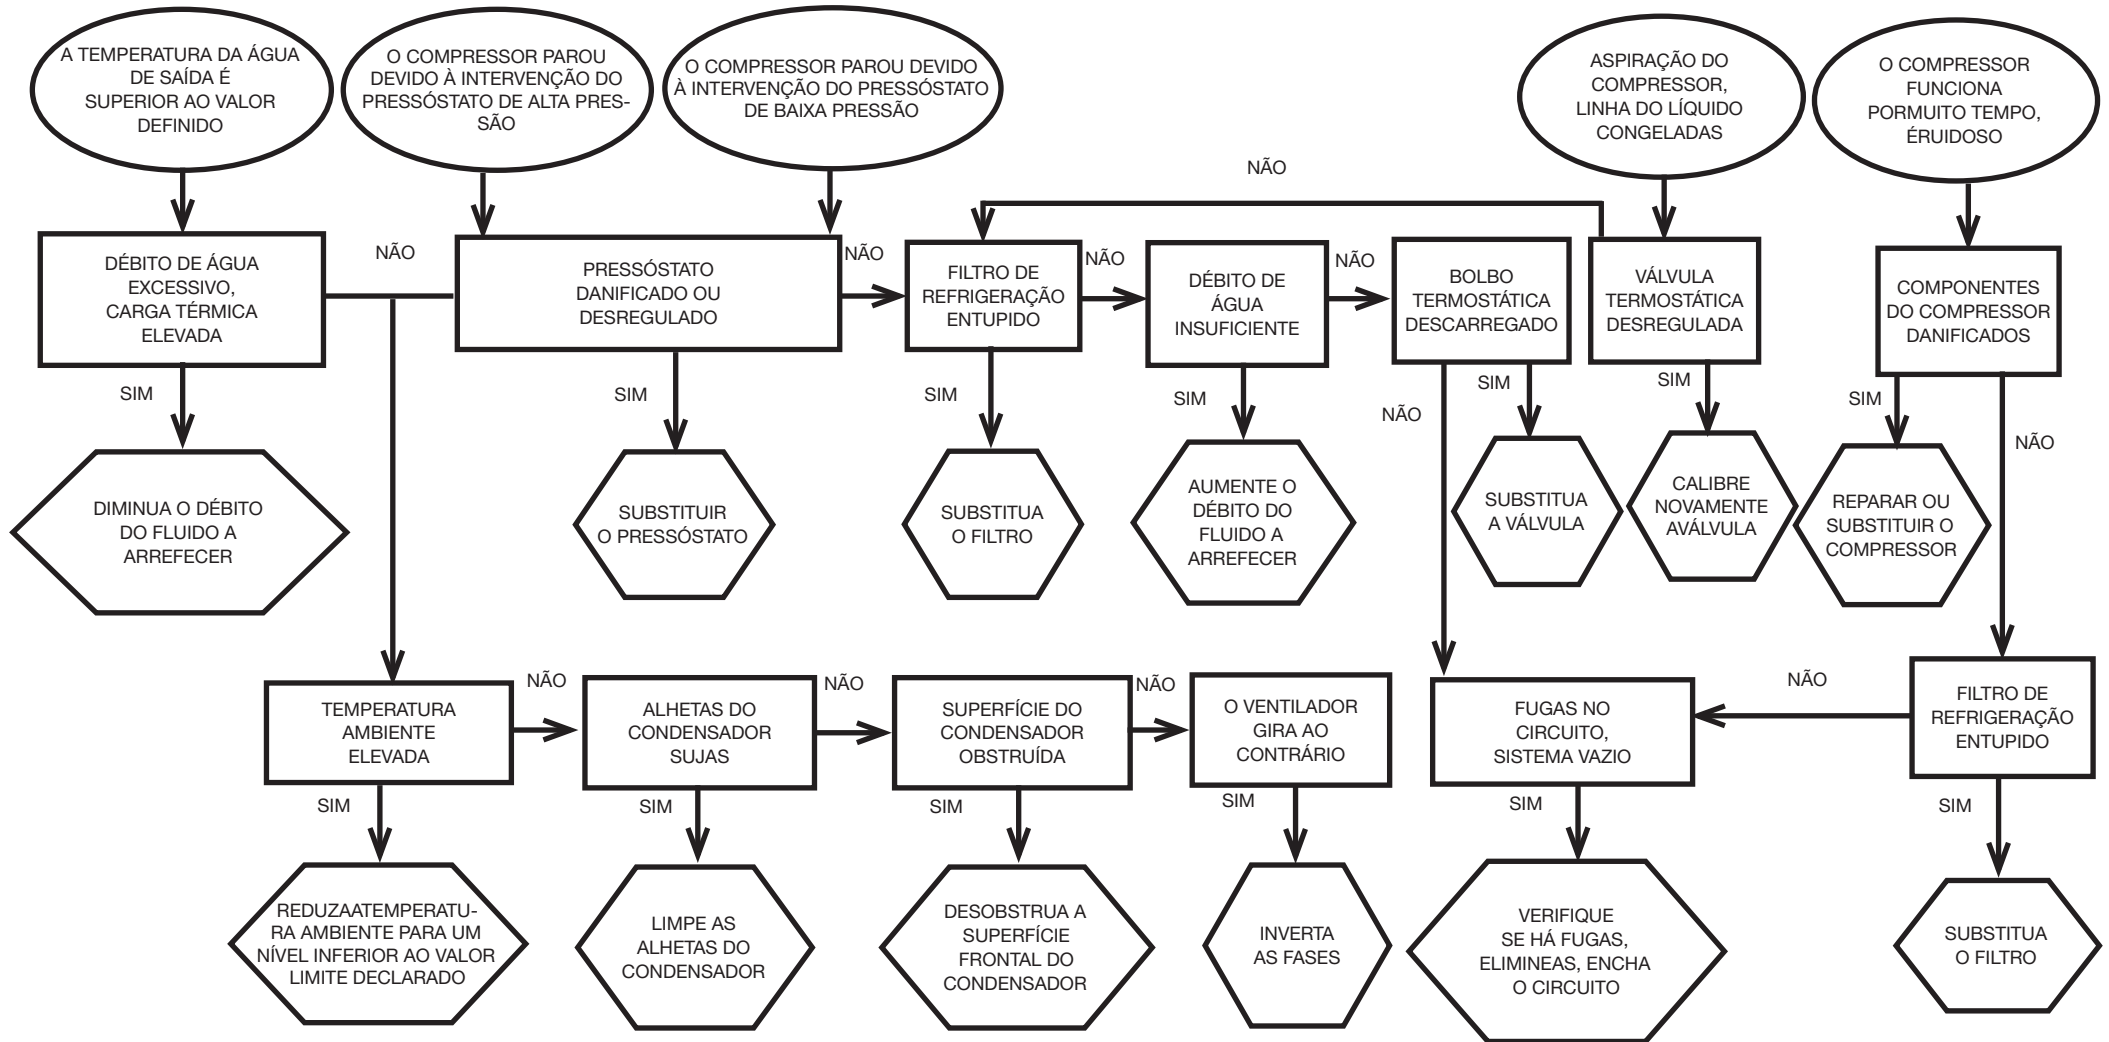 A TEMPERATURA DA ÁGUA
DE SAÍDA É
SUPERIOR AO VALOR
DEFINIDO
O COMPRESSOR PAROU
DEVIDO À INTERVENÇÃO DO
PRESSÓSTATO DE ALTA PRES-
SÃO
O COMPRESSOR PAROU DEVIDO
À INTERVENÇÃO DO PRESSÓSTATO
DE BAIXA PRESSÃO
ASPIRAÇÃO DO
COMPRESSOR,
LINHA DO LÍQUIDO
CONGELADAS
O COMPRESSOR
FUNCIONA
PORMUITO TEMPO,
ÉRUIDOSO
NÃO
DÉBITO DE ÁGUA
EXCESSIVO,
CARGA TÉRMICA
ELEVADA
NÃO
PRESSÓSTATO
DANIFICADO OU
DESREGULADO
NÃO
FILTRO DE
REFRIGERAÇÃO
ENTUPIDO
NÃO
DÉBITO DE
ÁGUA
INSUFICIENTE
NÃO
BOLBO
TERMOSTÁTICA
DESCARREGADO
VÁLVULA
TERMOSTÁTICA
DESREGULADA
COMPONENTES
DO COMPRESSOR
DANIFICADOS
SIM
SIM
SIM
SIM
NÃO
SIM
SIM
SIM
NÃO
DIMINUA O DÉBITO
DO FLUIDO A
ARREFECER
SUBSTITUIR
O PRESSÓSTATO
SUBSTITUA
O FILTRO
AUMENTE O
DÉBITO DO
FLUIDO A
ARREFECER
SUBSTITUA
A VÁLVULA
CALIBRE
NOVAMENTE
AVÁLVULA
REPARAR OU
SUBSTITUIR O
COMPRESSOR
TEMPERATURA
AMBIENTE
ELEVADA
NÃO
ALHETAS DO
CONDENSADOR
SUJAS
NÃO
SUPERFÍCIE DO
CONDENSADOR
OBSTRUÍDA
NÃO
O VENTILADOR
GIRA AO
CONTRÁRIO
FUGAS NO
CIRCUITO,
SISTEMA VAZIO
NÃO
FILTRO DE
REFRIGERAÇÃO
ENTUPIDO
SIM
SIM
SIM
SIM
SIM
SIM
REDUZAATEMPERATU-
RA AMBIENTE PARA UM
NÍVEL INFERIOR AO VALOR
LIMITE DECLARADO
LIMPE AS
ALHETAS DO
CONDENSADOR
DESOBSTRUA A
SUPERFÍCIE
FRONTAL DO
CONDENSADOR
INVERTA
AS FASES
VERIFIQUE
SE HÁ FUGAS,
ELIMINEAS, ENCHA
O CIRCUITO
SUBSTITUA
O FILTRO